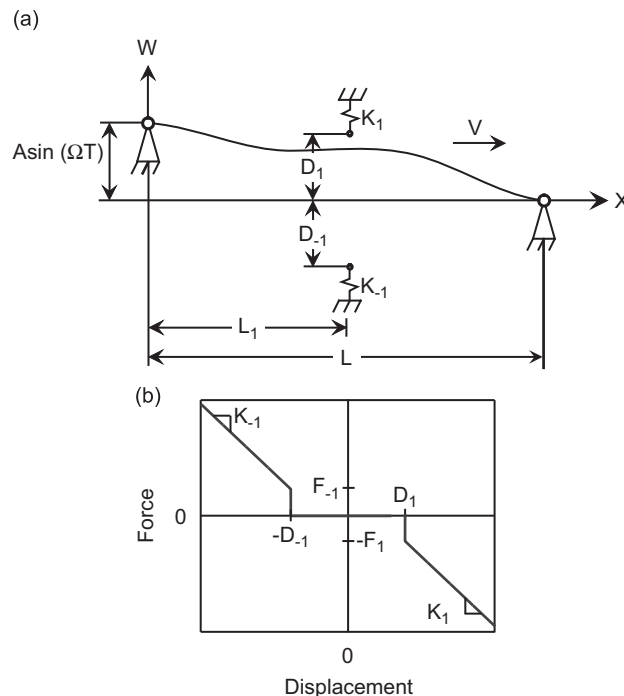 (a)
W
K₁
V
Asin (ΩT)
D₁
X
D₋₁
K₋₁
L₁
L
(b)
K₋₁
F₋₁
D₁
0
-D₋₁
-F₁
K₁
Force
0
Displacement